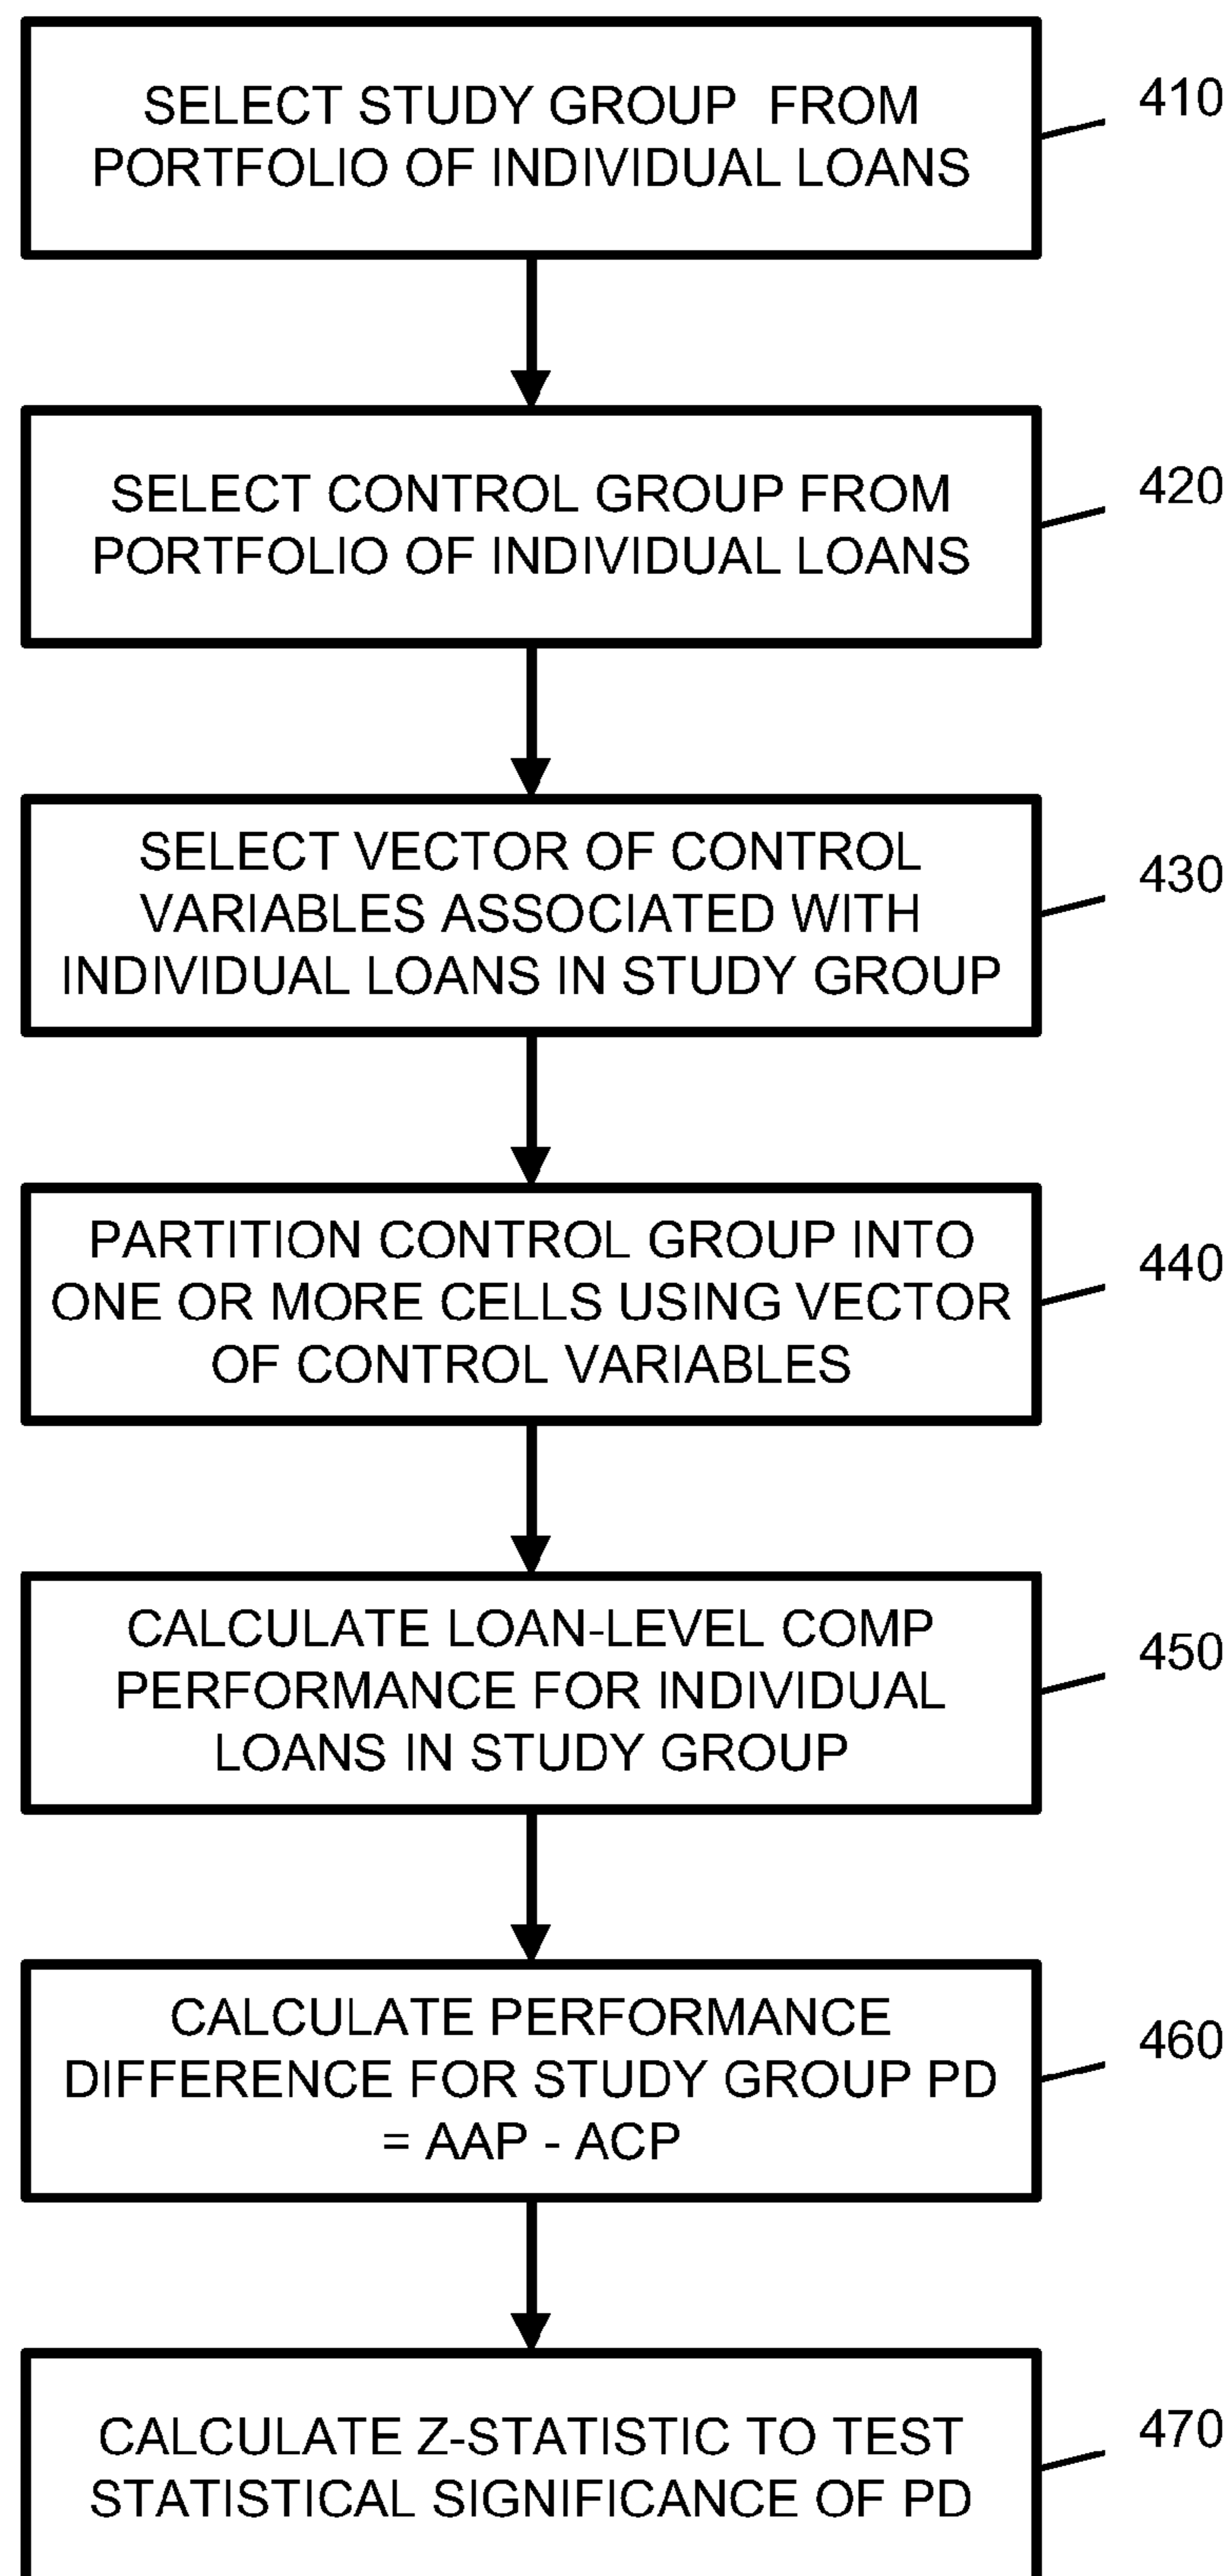 SELECT STUDY GROUP FROM
PORTFOLIO OF INDIVIDUAL LOANS
410
SELECT CONTROL GROUP FROM
PORTFOLIO OF INDIVIDUAL LOANS
420
SELECT VECTOR OF CONTROL
VARIABLES ASSOCIATED WITH
INDIVIDUAL LOANS IN STUDY GROUP
430
PARTITION CONTROL GROUP INTO
ONE OR MORE CELLS USING VECTOR
OF CONTROL VARIABLES
440
CALCULATE LOAN-LEVEL COMP
PERFORMANCE FOR INDIVIDUAL
LOANS IN STUDY GROUP
450
CALCULATE PERFORMANCE
DIFFERENCE FOR STUDY GROUP PD
= AAP - ACP
460
CALCULATE Z-STATISTIC TO TEST
STATISTICAL SIGNIFICANCE OF PD
470